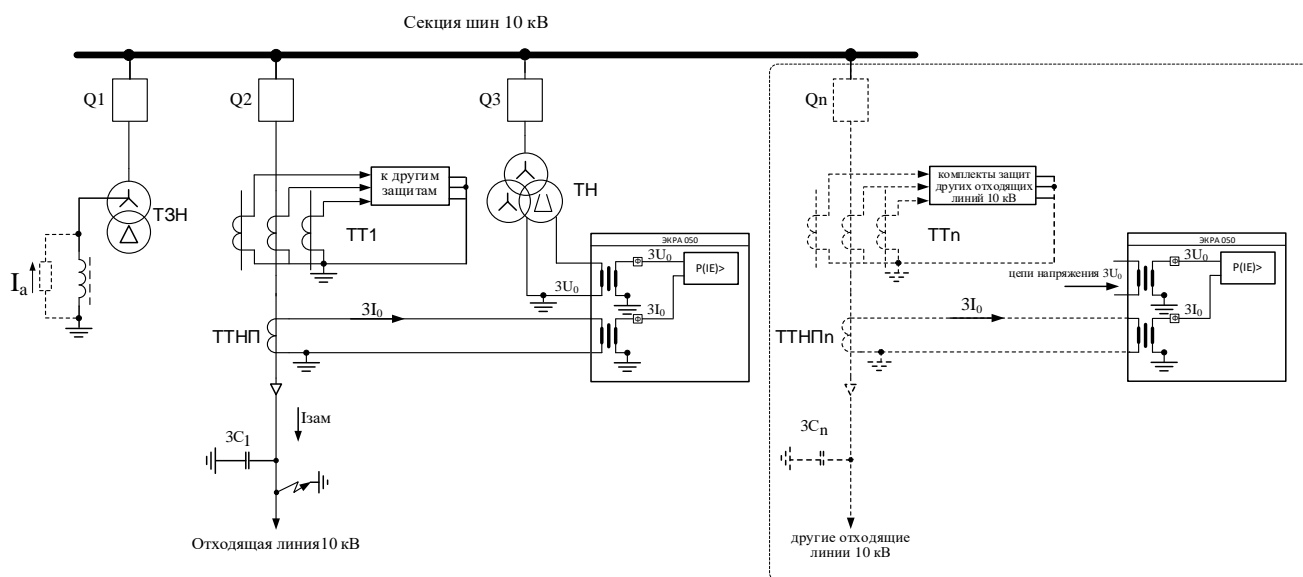 Секция шин 10 кВ
Q1
Q2
Q3
Qn
к другим
защитам
комплекты защит
других отходящих
линий 10 кВ
ТЗН
ТТ1
ТН
ТТn
Iа
ЭКРА 050
3U0
P(IE)>
3U0
3I0
3I0
ТТНП
ЭКРА 050
3U0
P(IE)>
цепи напряжения 3U0
3I0
3I0
ТТНПn
Iзам
3C1
3Cn
Отходящая линия10 кВ
другие отходящие
линии 10 кВ